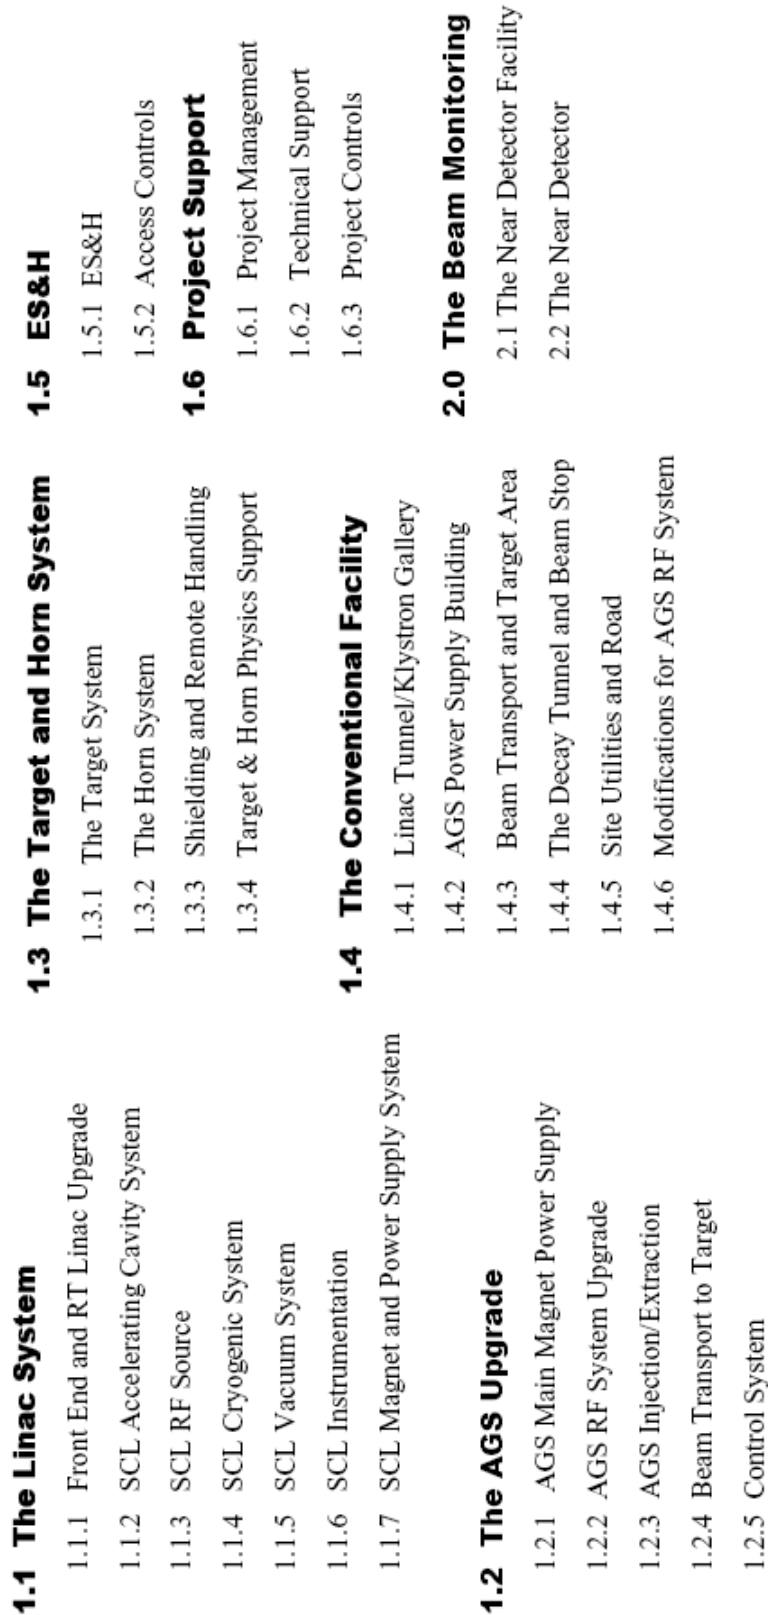 1.1 The Linac System
1.1.1 Front End and RT Linac Upgrade
1.1.2 SCL Accelerating Cavity System
1.1.3 SCL RF Source
1.1.4 SCL Cryogenic System
1.1.5 SCL Vacuum System
1.1.6 SCL Instrumentation
1.1.7 SCL Magnet and Power Supply System
1.2 The AGS Upgrade
1.2.1 AGS Main Magnet Power Supply
1.2.2 AGS RF System Upgrade
1.2.3 AGS Injection/Extraction
1.2.4 Beam Transport to Target
1.2.5 Control System
1.3 The Target and Horn System
1.3.1 The Target System
1.3.2 The Horn System
1.3.3 Shielding and Remote Handling
1.3.4 Target & Horn Physics Support
1.4 The Conventional Facility
1.4.1 Linac Tunnel/Klystron Gallery
1.4.2 AGS Power Supply Building
1.4.3 Beam Transport and Target Area
1.4.4 The Decay Tunnel and Beam Stop
1.4.5 Site Utilities and Road
1.4.6 Modifications for AGS RF System
1.5 ES&H
1.5.1 ES&H
1.5.2 Access Controls
1.6 Project Support
1.6.1 Project Management
1.6.2 Technical Support
1.6.3 Project Controls
2.0 The Beam Monitoring
2.1 The Near Detector Facility
2.2 The Near Detector